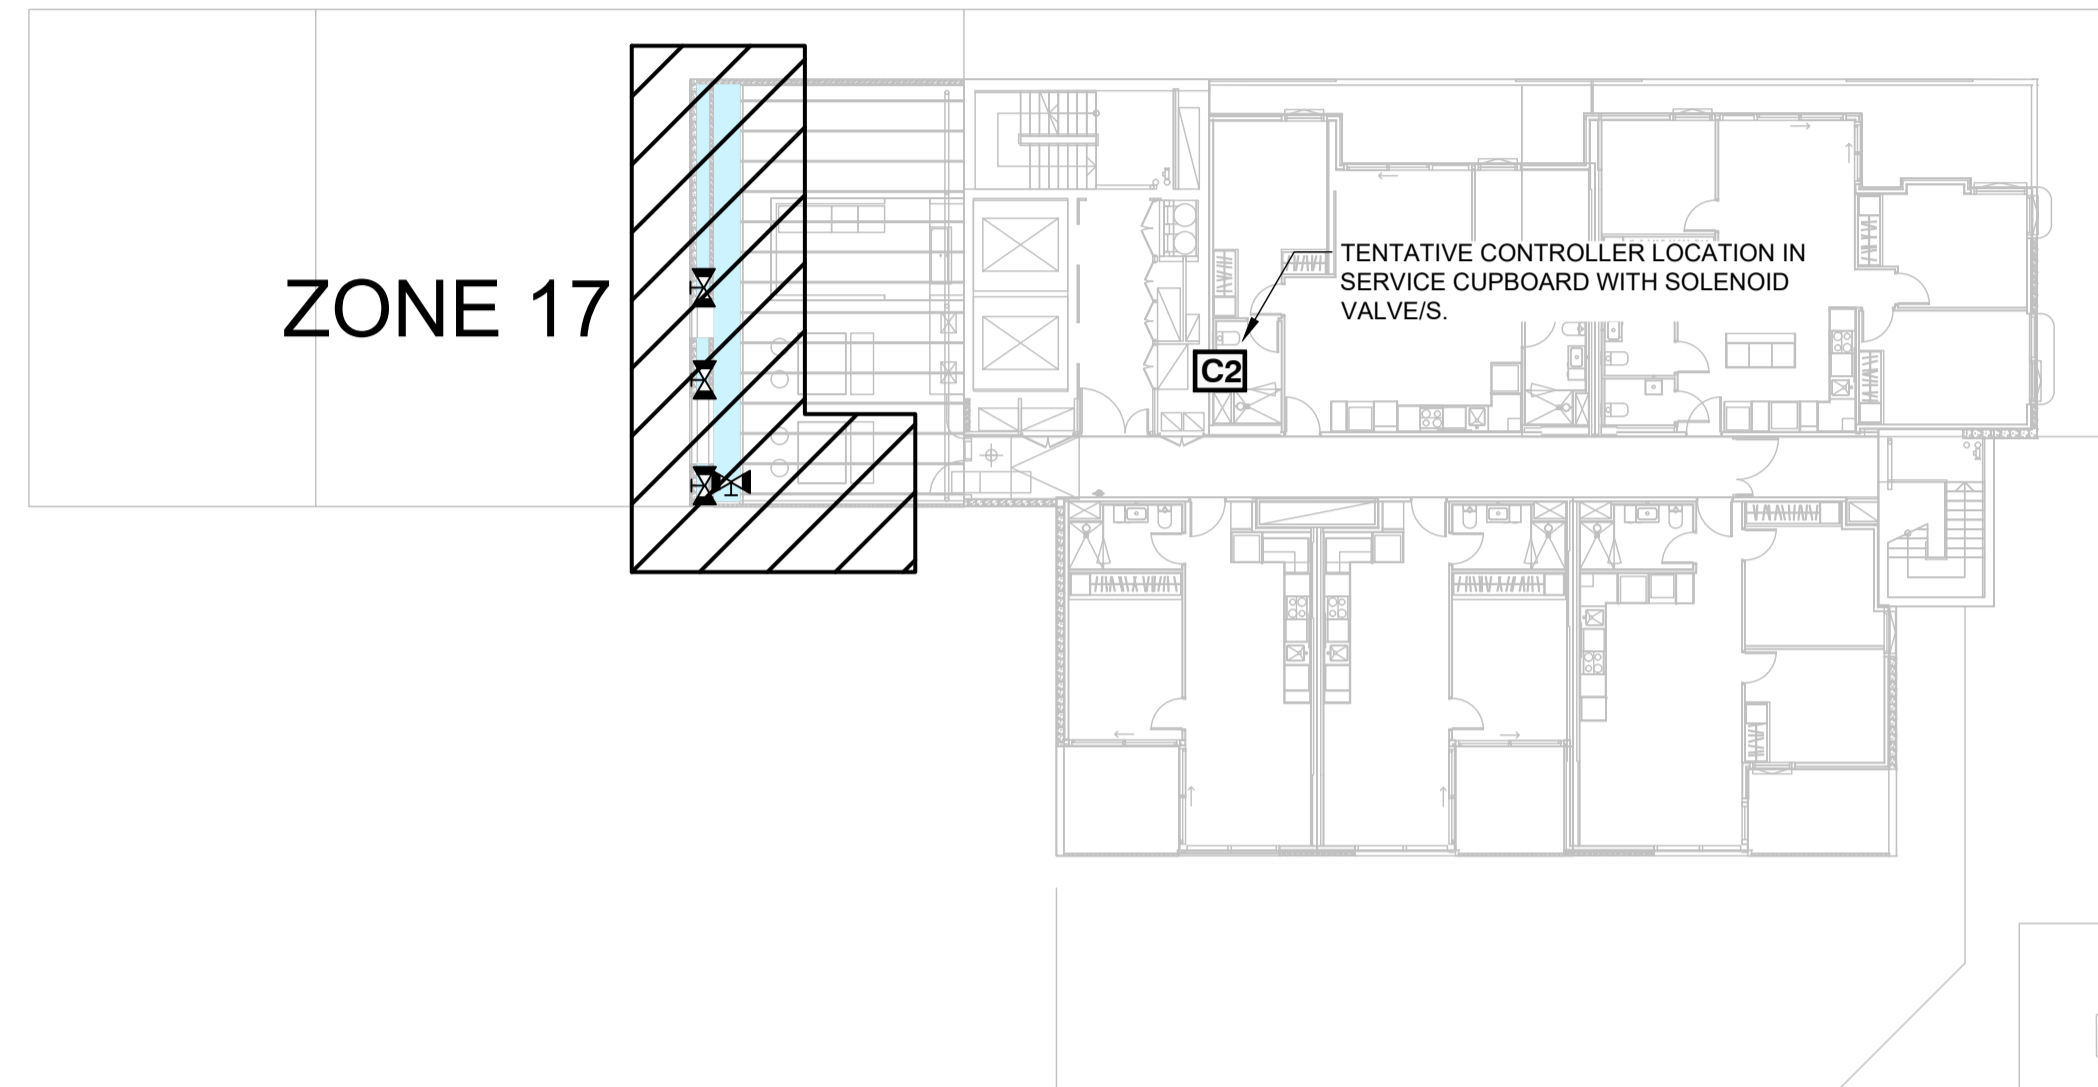 TENTATIVE CONTROLLER LOCATION IN
SERVICE CUPBOARD WITH SOLENOID
VALVE/S.
ZONE 17
C2